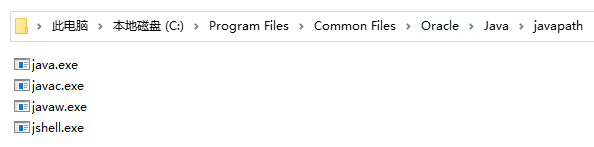 此电脑 > 本地磁盘 (C:) > Program Files > Common Files > Oracle > Java > javapath
java.exe
javac.exe
javaw.exe
jshell.exe